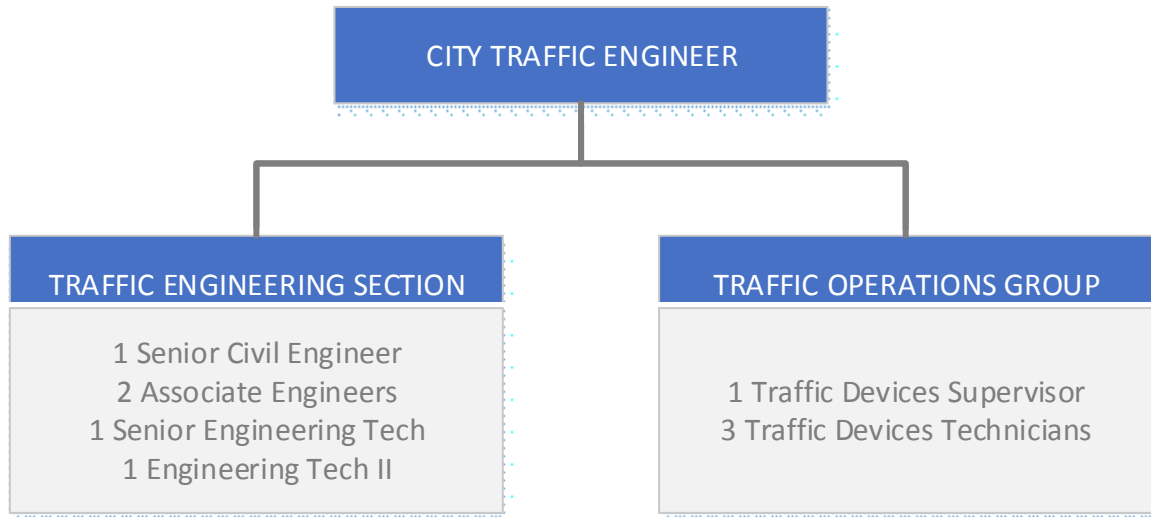 CITY TRAFFIC ENGINEER
TRAFFIC ENGINEERING SECTION
1 Senior Civil Engineer
2 Associate Engineers
1 Senior Engineering Tech
1 Engineering Tech II
TRAFFIC OPERATIONS GROUP
1 Traffic Devices Supervisor
3 Traffic Devices Technicians